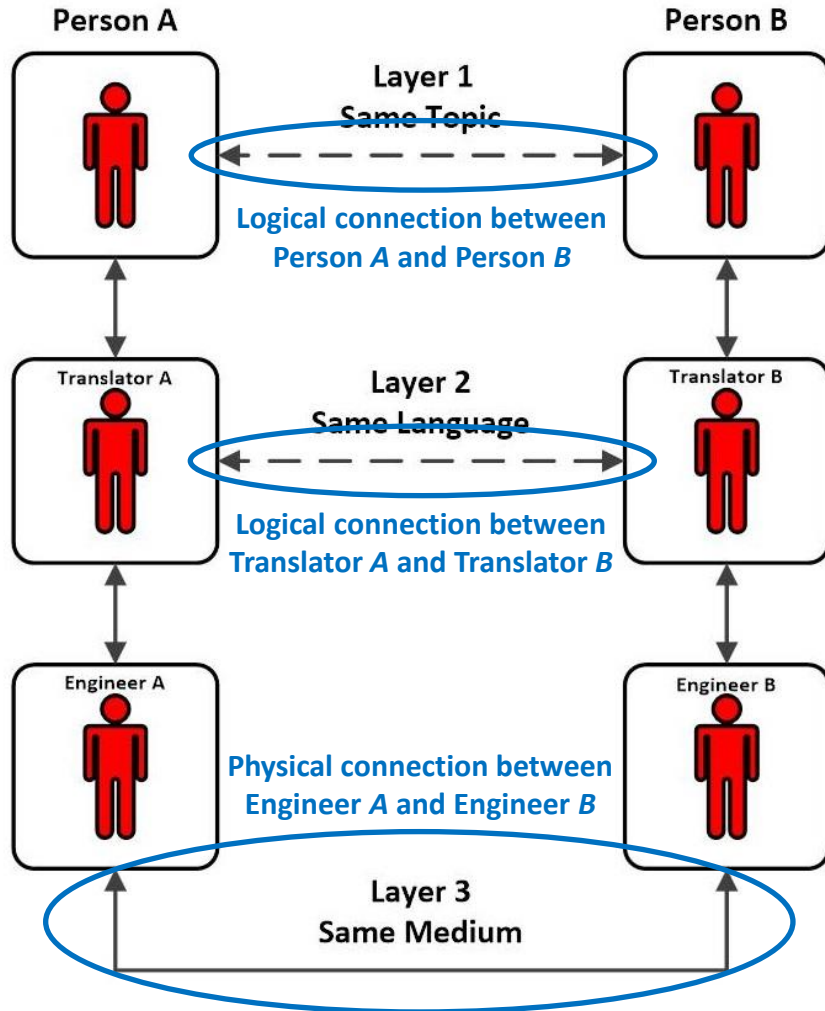 Person A
Person B
Layer 1
Same Topic
Logical connection between
Person A and Person B
Translator A
Translator B
Layer 2
Same Language
Logical connection between
Translator A and Translator B
Engineer A
Engineer B
Physical connection between
Engineer A and Engineer B
Layer 3
Same Medium